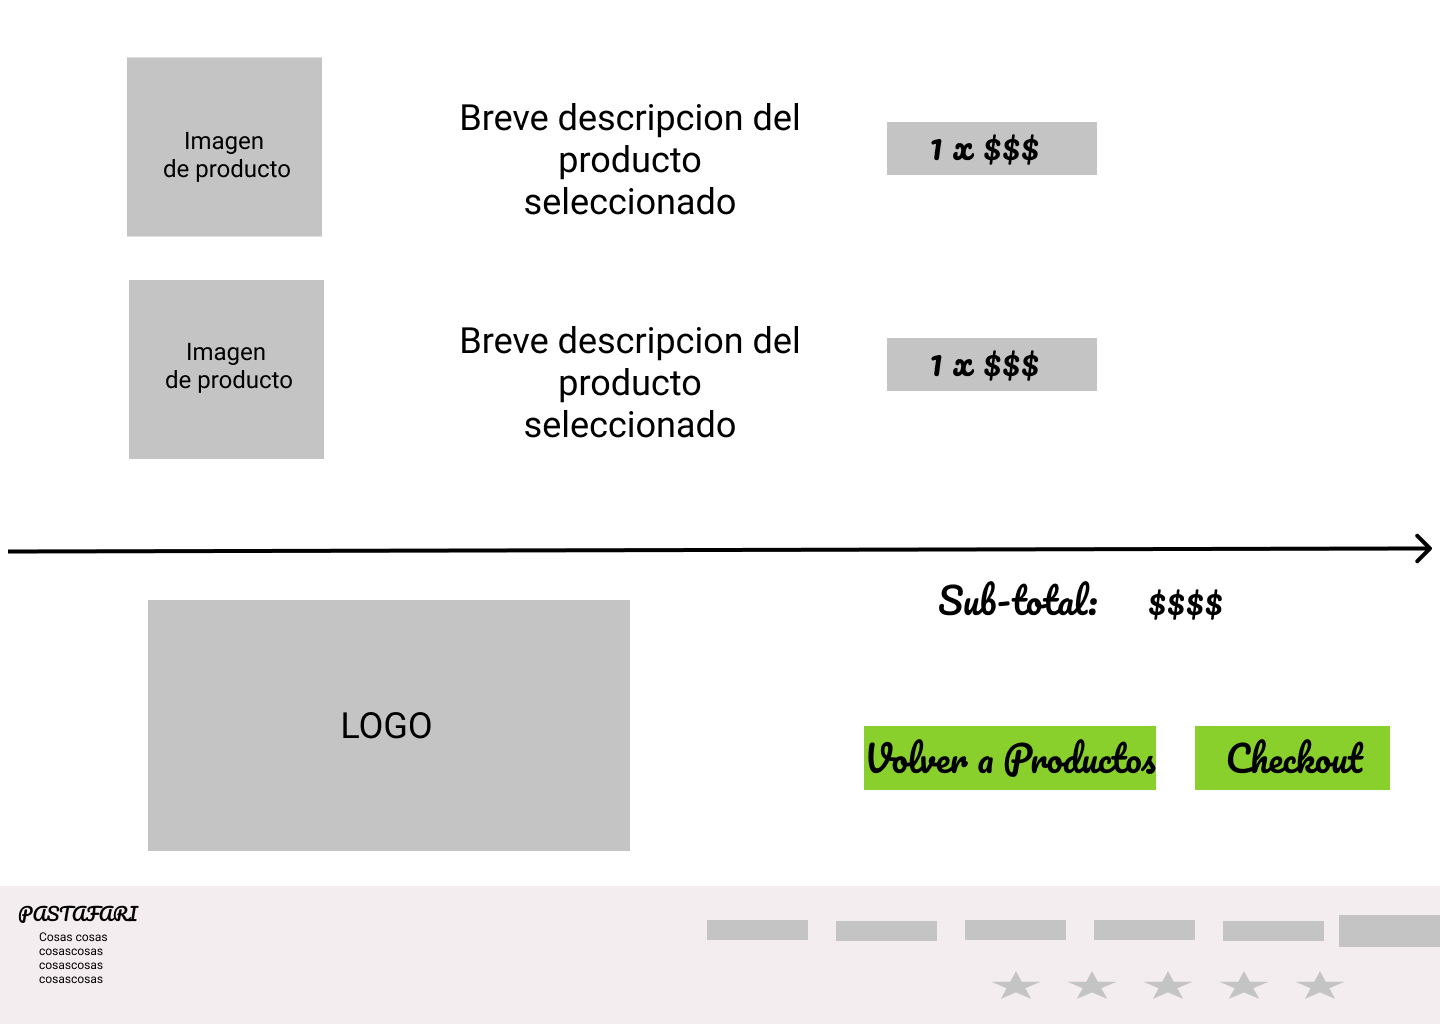 Imagen
de producto
Breve descripcion del
producto
seleccionado
1 x $$$
Imagen
de producto
Breve descripcion del
producto
seleccionado
1 x $$$
Sub-total: $$$$
LOGO
Volver a Productos
Checkout
PASTAFARI
Cosas cosas
cosascosas
cosascosas
cosascosas